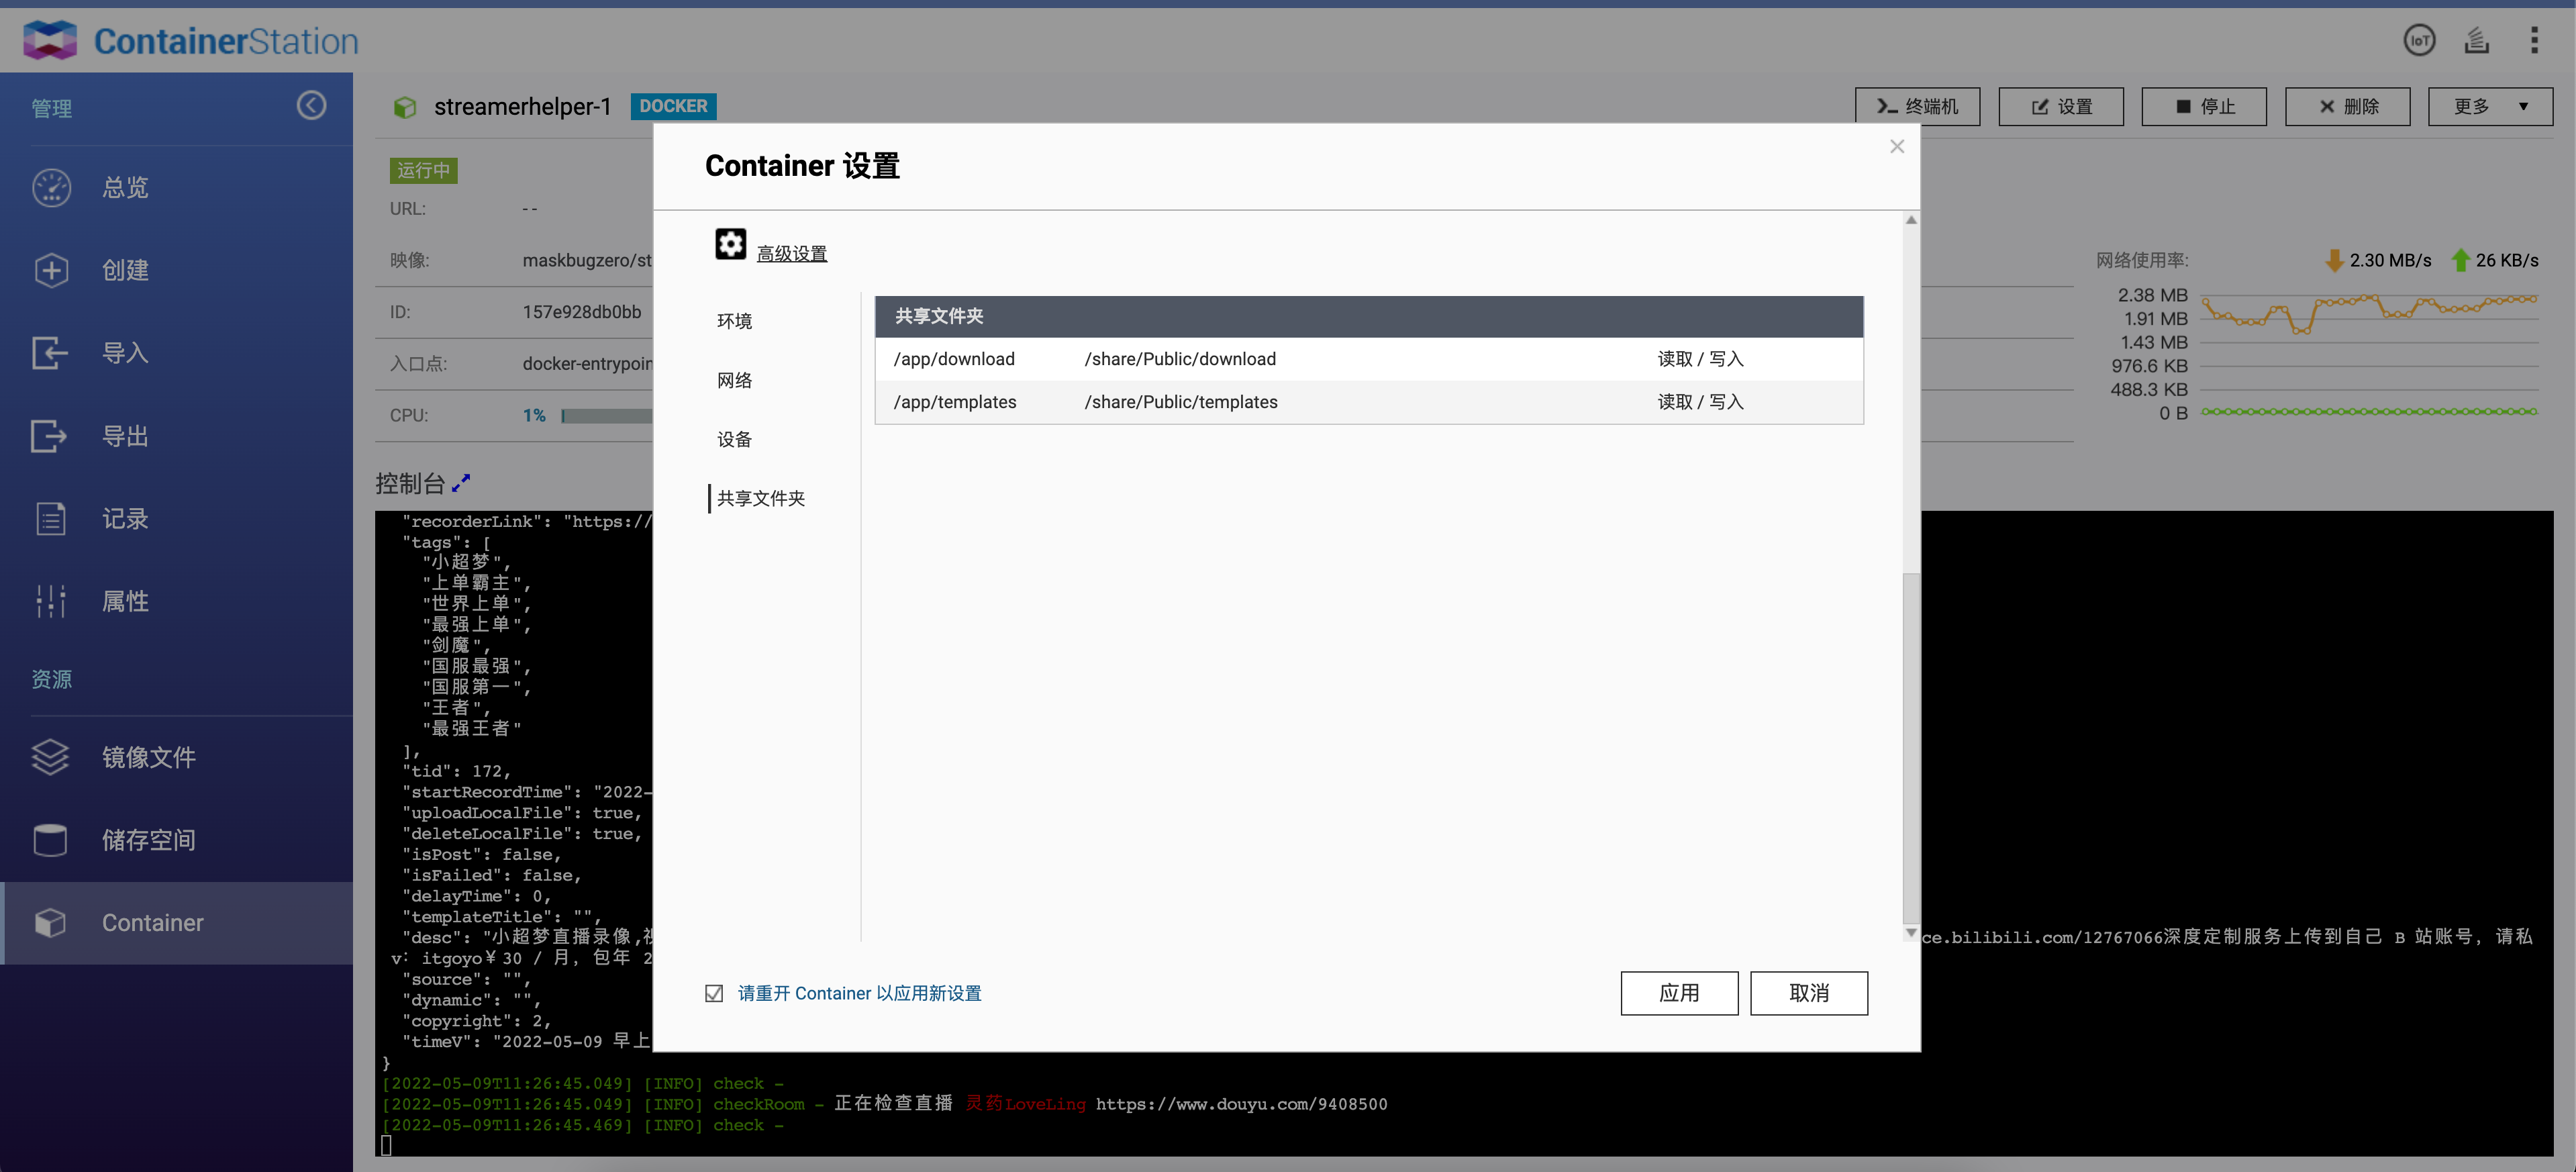 ContainerStation
IoT
管理
总览
创建
导入
导出
记录
属性
资源
镜像文件
储存空间
Container
streamerhelper-1 DOCKER
终端机
设置
停止
删除
更多
运行中
URL: --
映像: maskbugzero/st
ID: 157e928db0bb
入口点: docker-entrypoin
CPU: 1%
网络使用率: 2.30 MB/s 26 KB/s
2.38 MB
1.91 MB
1.43 MB
976.6 KB
488.3 KB
0 B
控制台
Container 设置
高级设置
环境
网络
设备
共享文件夹
共享文件夹
/app/download /share/Public/download 读取 / 写入
/app/templates /share/Public/templates 读取 / 写入
请重开 Container 以应用新设置
应用
取消
"recorderLink": "https://
"tags": [
"小超梦",
"上单霸主",
"世界上单",
"最强上单",
"剑魔",
"国服最强",
"国服第一",
"王者",
"最强王者"
],
"tid": 172,
"startRecordTime": "2022-
"uploadLocalFile": true,
"deleteLocalFile": true,
"isPost": false,
"isFailed": false,
"delayTime": 0,
"templateTitle": "",
"desc": "小超梦直播录像, ce.bilibili.com/12767066深度定制服务上传到自己 B 站账号, 请私
v: itgoyo¥30 / 月, 包年 2
"source": "",
"dynamic": "",
"copyright": 2,
"timeV": "2022-05-09 早上
}
[2022-05-09T11:26:45.049] [INFO] check -
[2022-05-09T11:26:45.049] [INFO] checkRoom - 正在检查直播 灵药LoveLing https://www.douyu.com/9408500
[2022-05-09T11:26:45.469] [INFO] check -